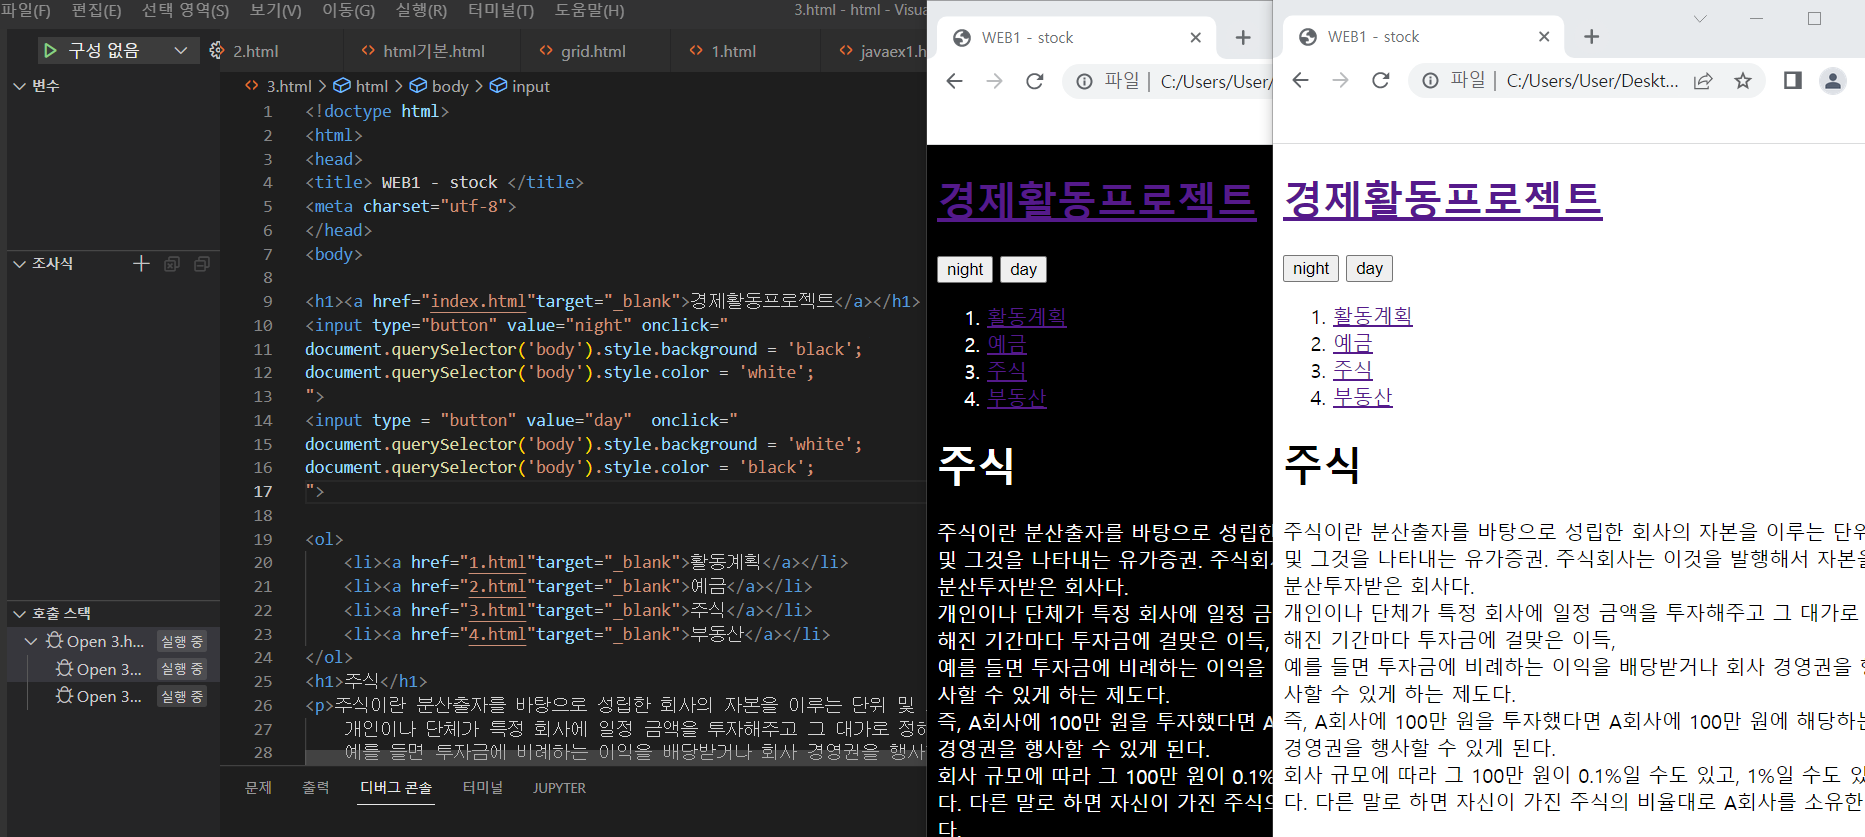 파일(F) 편집(E) 선택 영역(S) 보기(V) 이동(G) 실행(R) 터미널(T) 도움말(H) 3.html - html - Visua
구성 없음
2.html html기본.html grid.html 1.html javaex1.h
변수
3.html > html > body > input
1 <!doctype html>
2 <html>
3 <head>
4 <title> WEB1 - stock </title>
5 <meta charset="utf-8">
6 </head>
7 <body>
8
9 <h1><a href="index.html"target="_blank">경제활동프로젝트</a></h1>
10 <input type="button" value="night" onclick="
11 document.querySelector('body').style.background = 'black';
12 document.querySelector('body').style.color = 'white';
13 ">
14 <input type = "button" value="day"  onclick="
15 document.querySelector('body').style.background = 'white';
16 document.querySelector('body').style.color = 'black';
17 ">
18
19 <ol>
20 <li><a href="1.html"target="_blank">활동계획</a></li>
21 <li><a href="2.html"target="_blank">예금</a></li>
22 <li><a href="3.html"target="_blank">주식</a></li>
23 <li><a href="4.html"target="_blank">부동산</a></li>
24 </ol>
25 <h1>주식</h1>
26 <p>주식이란 분산출자를 바탕으로 성립한 회사의 자본을 이루는 단위 및
27 개인이나 단체가 특정 회사에 일정 금액을 투자해주고 그 대가로 정해
28 예를 들면 투자금에 비례하는 이익을 배당받거나 회사 경영권을 행사
조사식
호출 스택
Open 3.h... 실행 중
Open 3... 실행 중
Open 3... 실행 중
문제 출력 디버그 콘솔 터미널 JUPYTER
WEB1 - stock
파일 | C:/Users/User/
경제활동프로젝트
night day
1. 활동계획
2. 예금
3. 주식
4. 부동산
주식
주식이란 분산출자를 바탕으로 성립한
및 그것을 나타내는 유가증권. 주식회사
분산투자받은 회사다.
개인이나 단체가 특정 회사에 일정 금
해진 기간마다 투자금에 걸맞은 이득,
예를 들면 투자금에 비례하는 이익을
사할 수 있게 하는 제도다.
즉, A회사에 100만 원을 투자했다면 A
경영권을 행사할 수 있게 된다.
회사 규모에 따라 그 100만 원이 0.1%
다. 다른 말로 하면 자신이 가진 주식의
다.
WEB1 - stock
파일 | C:/Users/User/Deskt...
경제활동프로젝트
night day
1. 활동계획
2. 예금
3. 주식
4. 부동산
주식
주식이란 분산출자를 바탕으로 성립한 회사의 자본을 이루는 단위
및 그것을 나타내는 유가증권. 주식회사는 이것을 발행해서 자본을
분산투자받은 회사다.
개인이나 단체가 특정 회사에 일정 금액을 투자해주고 그 대가로
해진 기간마다 투자금에 걸맞은 이득,
예를 들면 투자금에 비례하는 이익을 배당받거나 회사 경영권을 행
사할 수 있게 하는 제도다.
즉, A회사에 100만 원을 투자했다면 A회사에 100만 원에 해당하는
경영권을 행사할 수 있게 된다.
회사 규모에 따라 그 100만 원이 0.1%일 수도 있고, 1%일 수도 있
다. 다른 말로 하면 자신이 가진 주식의 비율대로 A회사를 소유한